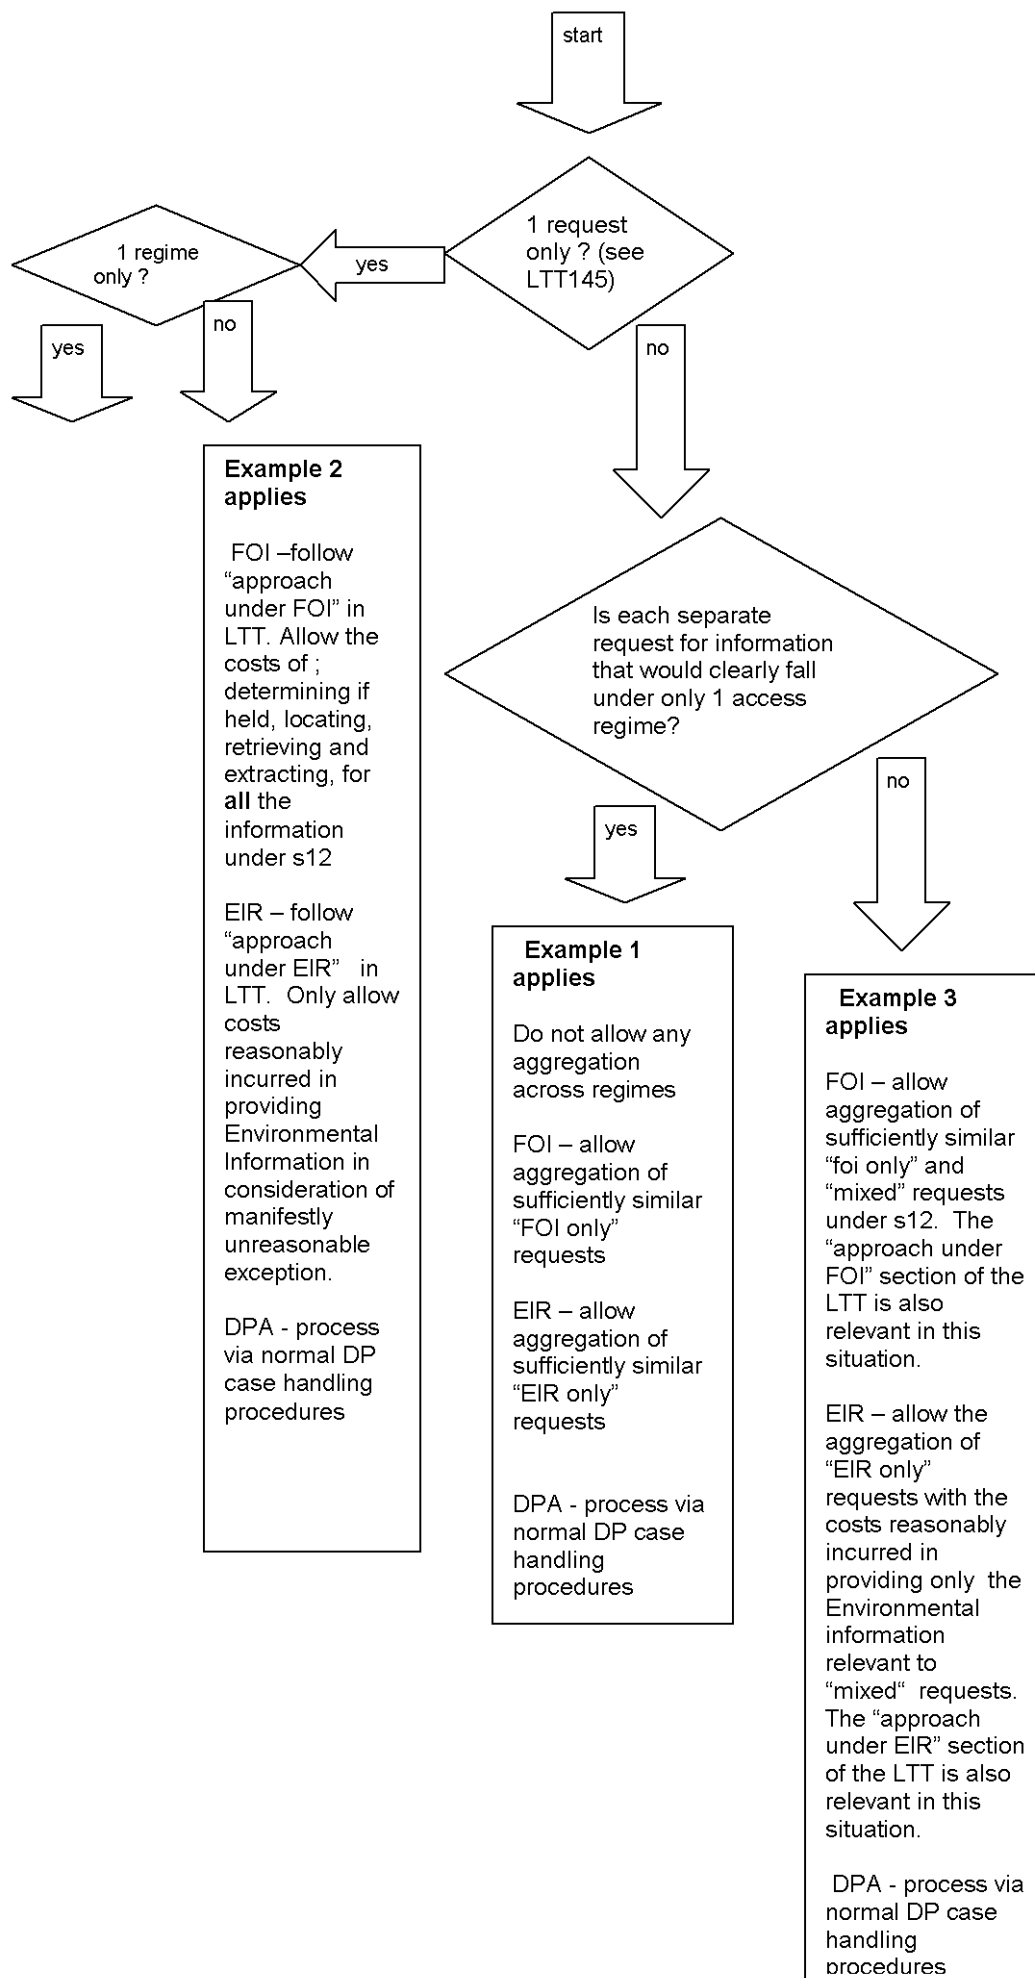 start
1 request
only ? (see
LTT145)
yes
1 regime
only ?
no
yes
no
Example 2
applies
FOI –follow
“approach
under FOI” in
LTT. Allow the
costs of ;
determining if
held, locating,
retrieving and
extracting, for
all the
information
under s12
EIR – follow
“approach
under EIR” in
LTT. Only allow
costs
reasonably
incurred in
providing
Environmental
Information in
consideration of
manifestly
unreasonable
exception.
DPA - process
via normal DP
case handling
procedures
Is each separate
request for information
that would clearly fall
under only 1 access
regime?
yes
no
Example 1
applies
Do not allow any
aggregation
across regimes
FOI – allow
aggregation of
sufficiently similar
“FOI only”
requests
EIR – allow
aggregation of
sufficiently similar
“EIR only”
requests
DPA - process via
normal DP case
handling
procedures
Example 3
applies
FOI – allow
aggregation of
sufficiently similar
“foi only” and
“mixed” requests
under s12. The
“approach under
FOI” section of the
LTT is also
relevant in this
situation.
EIR – allow the
aggregation of
“EIR only”
requests with the
costs reasonably
incurred in
providing only the
Environmental
information
relevant to
“mixed“ requests.
The “approach
under EIR” section
of the LTT is also
relevant in this
situation.
DPA - process via
normal DP case
handling
procedures